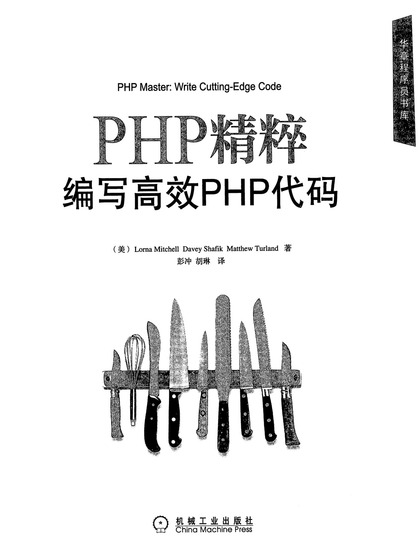 华章程序员书库
PHP Master: Write Cutting-Edge Code
PHP精粹
编写高效PHP代码
（美）Lorna Mitchell Davey Shafik Matthew Turland 著
彭冲 胡琳 译
机械工业出版社
China Machine Press